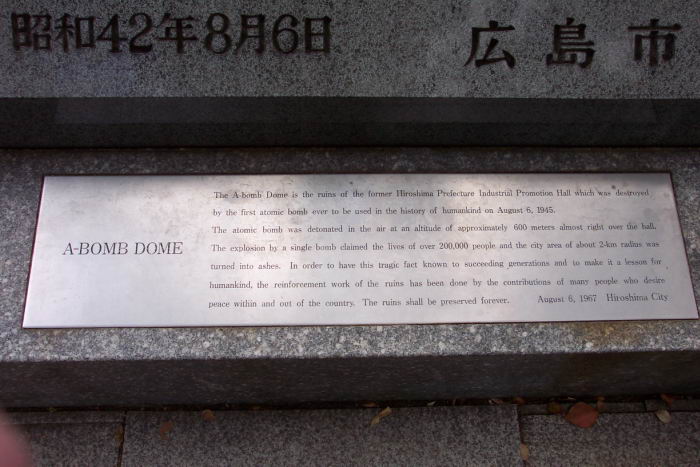 昭和42年8月6日 広島市
A-BOMB DOME
The A-bomb Dome is the ruins of the former Hiroshima Prefecture Industrial Promotion Hall which was destroyed
by the first atomic bomb ever to be used in the history of humankind on August 6, 1945.
The atomic bomb was detonated in the air at an altitude of approximately 600 meters almost right over the hall.
The explosion by a single bomb claimed the lives of over 200,000 people and the city area of about 2-km radius was
turned into ashes. In order to have this tragic fact known to succeeding generations and to make it a lesson for
humankind, the reinforcement work of the ruins has been done by the contributions of many people who desire
peace within and out of the country. The ruins shall be preserved forever. August 6, 1967 Hiroshima City